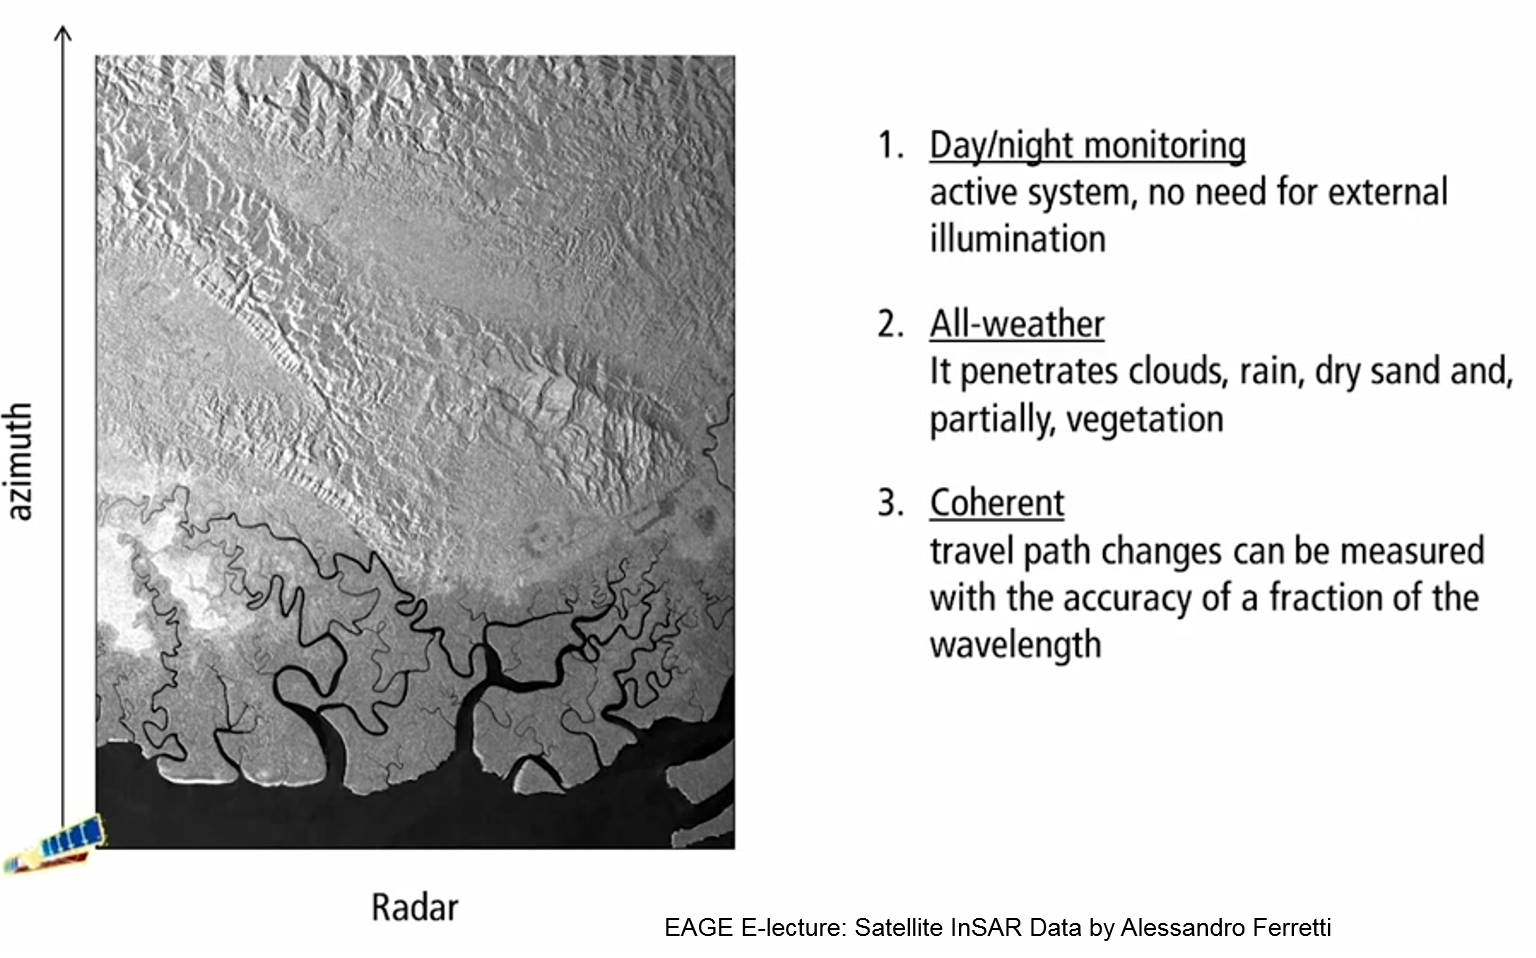 azimuth
Radar
1. Day/night monitoring
active system, no need for external
illumination
2. All-weather
It penetrates clouds, rain, dry sand and,
partially, vegetation
3. Coherent
travel path changes can be measured
with the accuracy of a fraction of the
wavelength
EAGE E-lecture: Satellite InSAR Data by Alessandro Ferretti